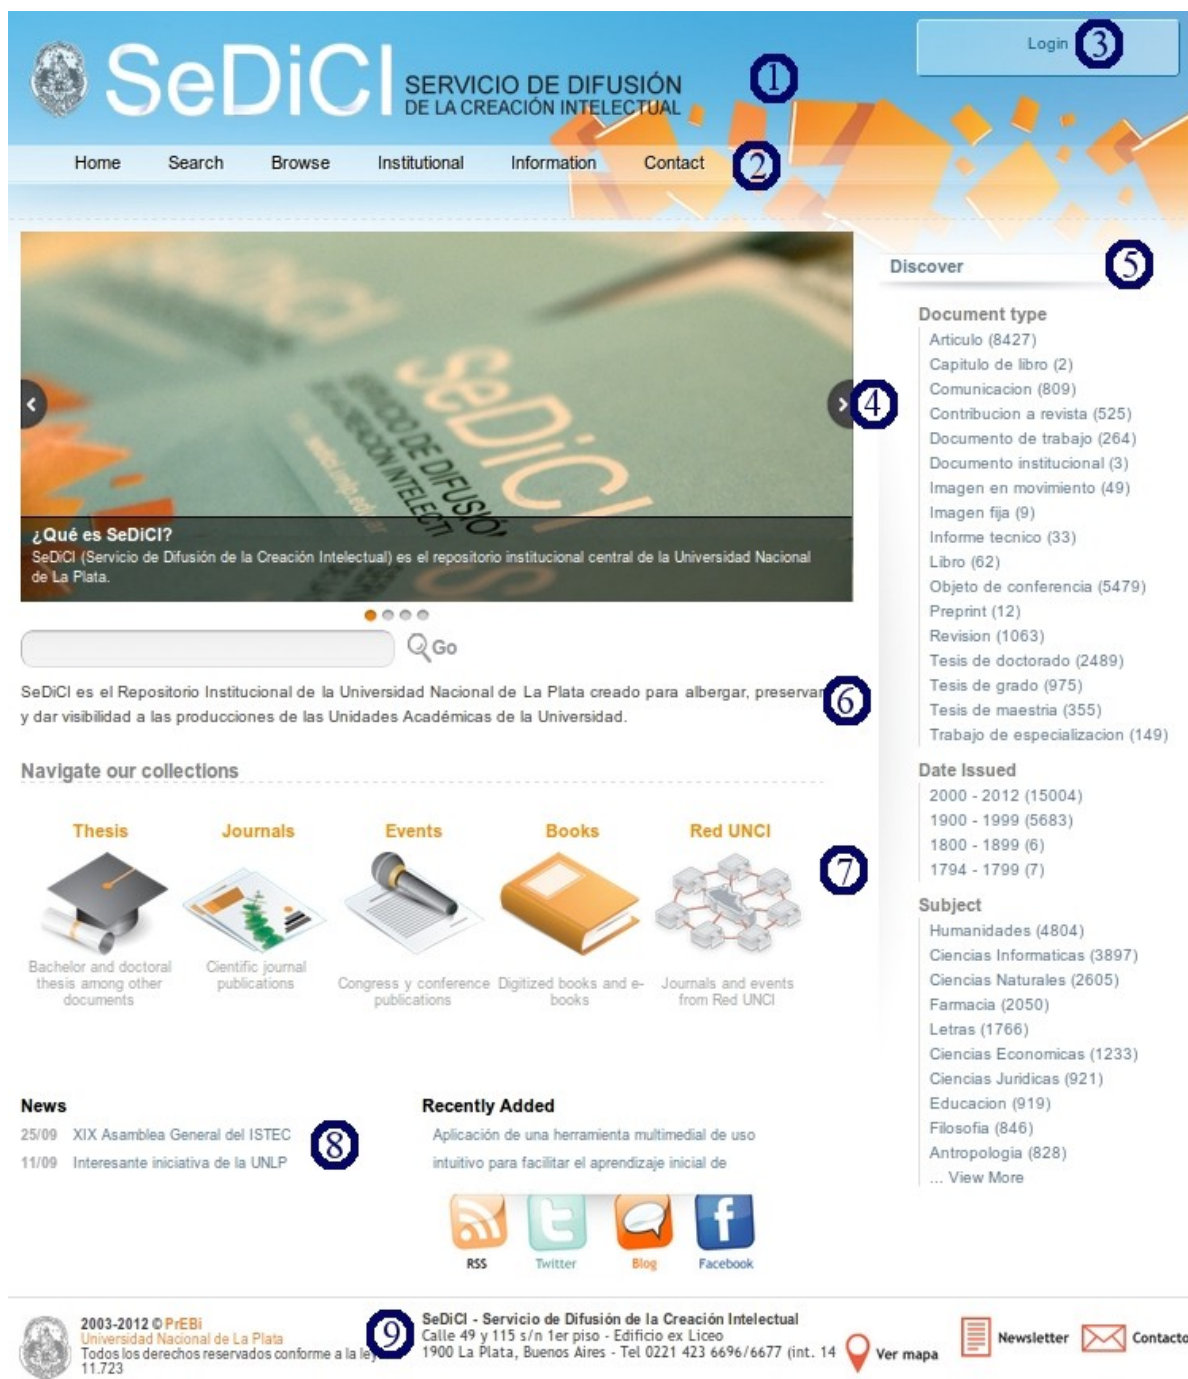 SeDiCI SERVICIO DE DIFUSIÓN
DE LA CREACIÓN INTELECTUAL
1
Login 3
Home Search Browse Institutional Information Contact 2
SeDiCI
SERVICIO DE DIFUSIÓN
¿Qué es SeDiCI?
SeDiCI (Servicio de Difusión de la Creación Intelectual) es el repositorio institucional central de la Universidad Nacional
de La Plata.
4
Go
SeDiCI es el Repositorio Institucional de la Universidad Nacional de La Plata creado para albergar, preservar
y dar visibilidad a las producciones de las Unidades Académicas de la Universidad.
6
Navigate our collections
Thesis
Bachelor and doctoral
thesis among other
documents
Journals
Cientific journal
publications
Events
Congress y conference
publications
Books
Digitized books and e-
books
Red UNCI
Journals and events
from Red UNCI
7
News
25/09 XIX Asamblea General del ISTEC
11/09 Interesante iniciativa de la UNLP
8
Recently Added
Aplicación de una herramienta multimedial de uso
intuitivo para facilitar el aprendizaje inicial de
RSS Twitter Blog Facebook
Discover 5
Document type
Articulo (8427)
Capitulo de libro (2)
Comunicacion (809)
Contribucion a revista (525)
Documento de trabajo (264)
Documento institucional (3)
Imagen en movimiento (49)
Imagen fija (9)
Informe tecnico (33)
Libro (62)
Objeto de conferencia (5479)
Preprint (12)
Revision (1063)
Tesis de doctorado (2489)
Tesis de grado (975)
Tesis de maestria (355)
Trabajo de especializacion (149)
Date Issued
2000 - 2012 (15004)
1900 - 1999 (5683)
1800 - 1899 (6)
1794 - 1799 (7)
Subject
Humanidades (4804)
Ciencias Informaticas (3897)
Ciencias Naturales (2605)
Farmacia (2050)
Letras (1766)
Ciencias Economicas (1233)
Ciencias Juridicas (921)
Educacion (919)
Filosofia (846)
Antropologia (828)
... View More
2003-2012 © PrEBi
Universidad Nacional de La Plata
Todos los derechos reservados conforme a la ley
11.723
9
SeDiCI - Servicio de Difusión de la Creación Intelectual
Calle 49 y 115 s/n 1er piso - Edificio ex Liceo
1900 La Plata, Buenos Aires - Tel 0221 423 6696/6677 (int. 14
Ver mapa
Newsletter
Contacto